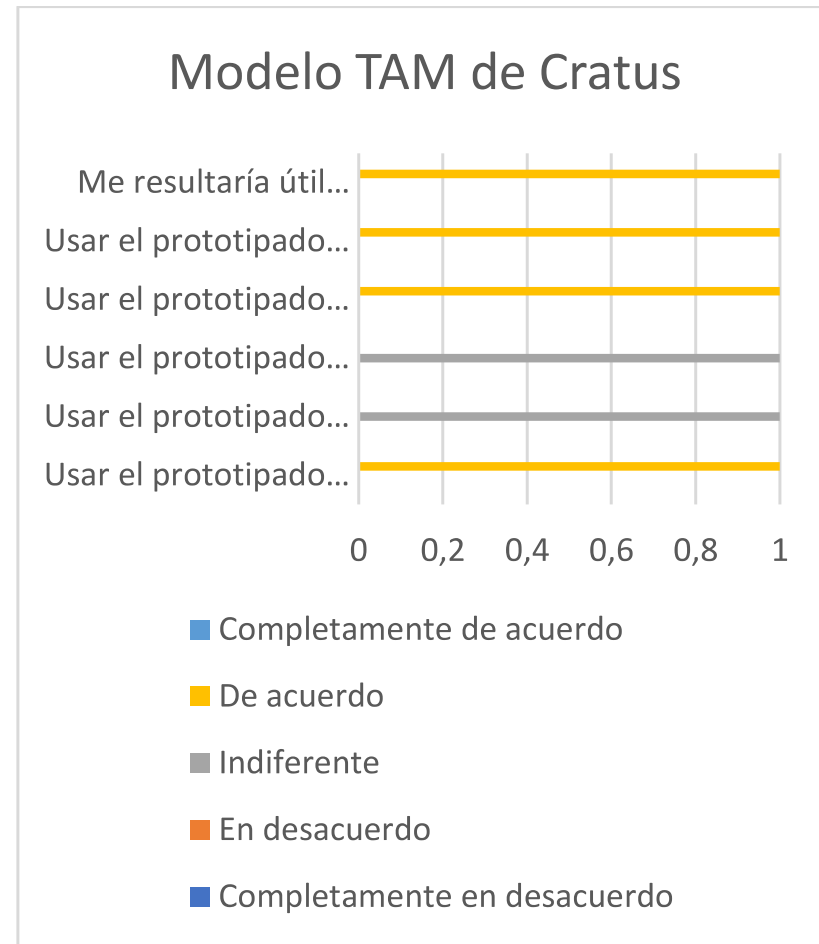 Modelo TAM de Cratus
Me resultaría útil...
Usar el prototipado...
Usar el prototipado...
Usar el prototipado...
Usar el prototipado...
Usar el prototipado...
0 0,2 0,4 0,6 0,8 1
Completamente de acuerdo
De acuerdo
Indiferente
En desacuerdo
Completamente en desacuerdo